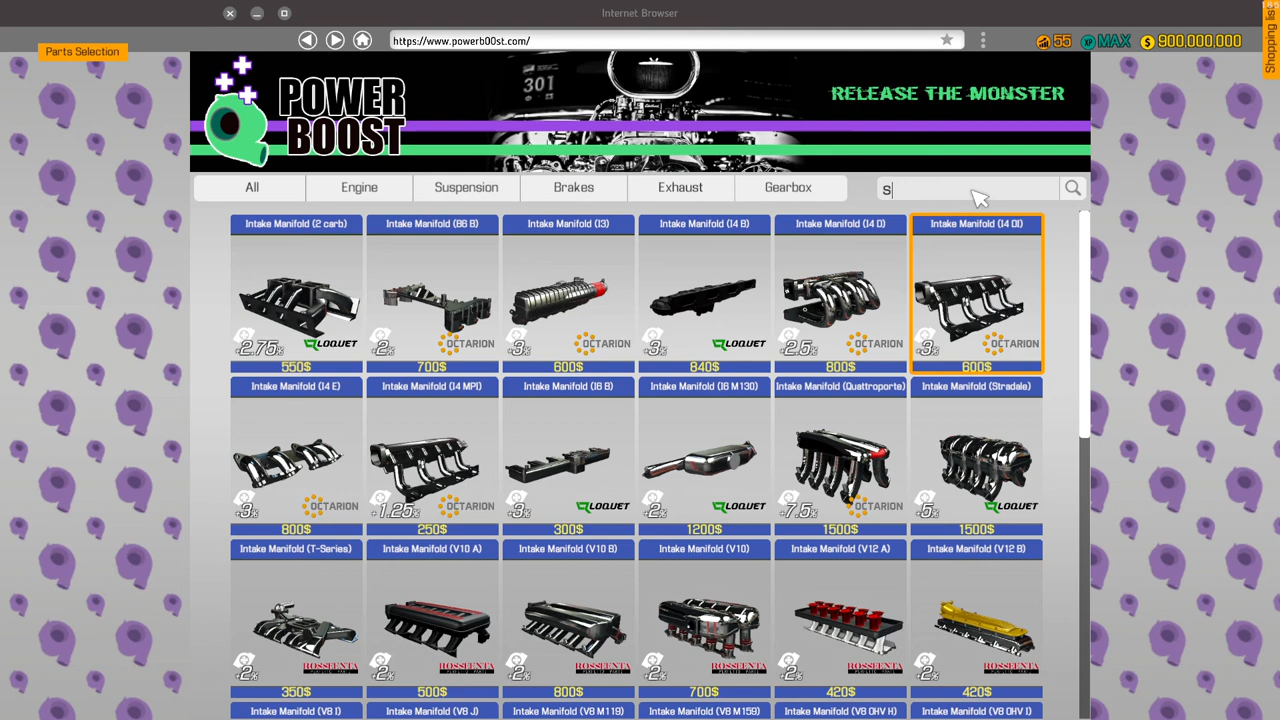 Internet Browser
Parts Selection
https://www.powerb00st.com/
55
XP MAX
$ 900,000,000
Shopping list
POWER
BOOST
301
RELEASE THE MONSTER
All Engine Suspension Brakes Exhaust Gearbox
S
Intake Manifold (2 carb) Intake Manifold (B6 B) Intake Manifold (I3) Intake Manifold (I4 B) Intake Manifold (I4 D) Intake Manifold (I4 DI)
+2.75% LOQUET +2% OCTARION +3% OCTARION +3% LOQUET +2.5% OCTARION +3% OCTARION
550$ 700$ 600$ 840$ 800$ 600$
Intake Manifold (I4 E) Intake Manifold (I4 MPI) Intake Manifold (I6 B) Intake Manifold (I6 M130) Intake Manifold (Quattroporte) Intake Manifold (Stradale)
+3% OCTARION +1.25% OCTARION +3% LOQUET +2% LOQUET +7.5% OCTARION +5% LOQUET
800$ 250$ 300$ 1200$ 1500$ 1500$
Intake Manifold (T-Series) Intake Manifold (V10 A) Intake Manifold (V10 B) Intake Manifold (V10) Intake Manifold (V12 A) Intake Manifold (V12 B)
+2% +2% +2% +2% +2% +2%
350$ 500$ 800$ 700$ 420$ 420$
Intake Manifold (V8 I) Intake Manifold (V8 J) Intake Manifold (V8 M119) Intake Manifold (V8 M159) Intake Manifold (V8 OHV H) Intake Manifold (V8 OHV I)